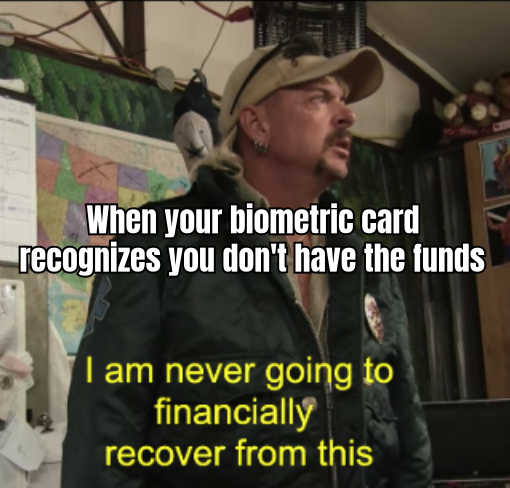 When your biometric card
recognizes you don't have the funds
I am never going to
financially
recover from this